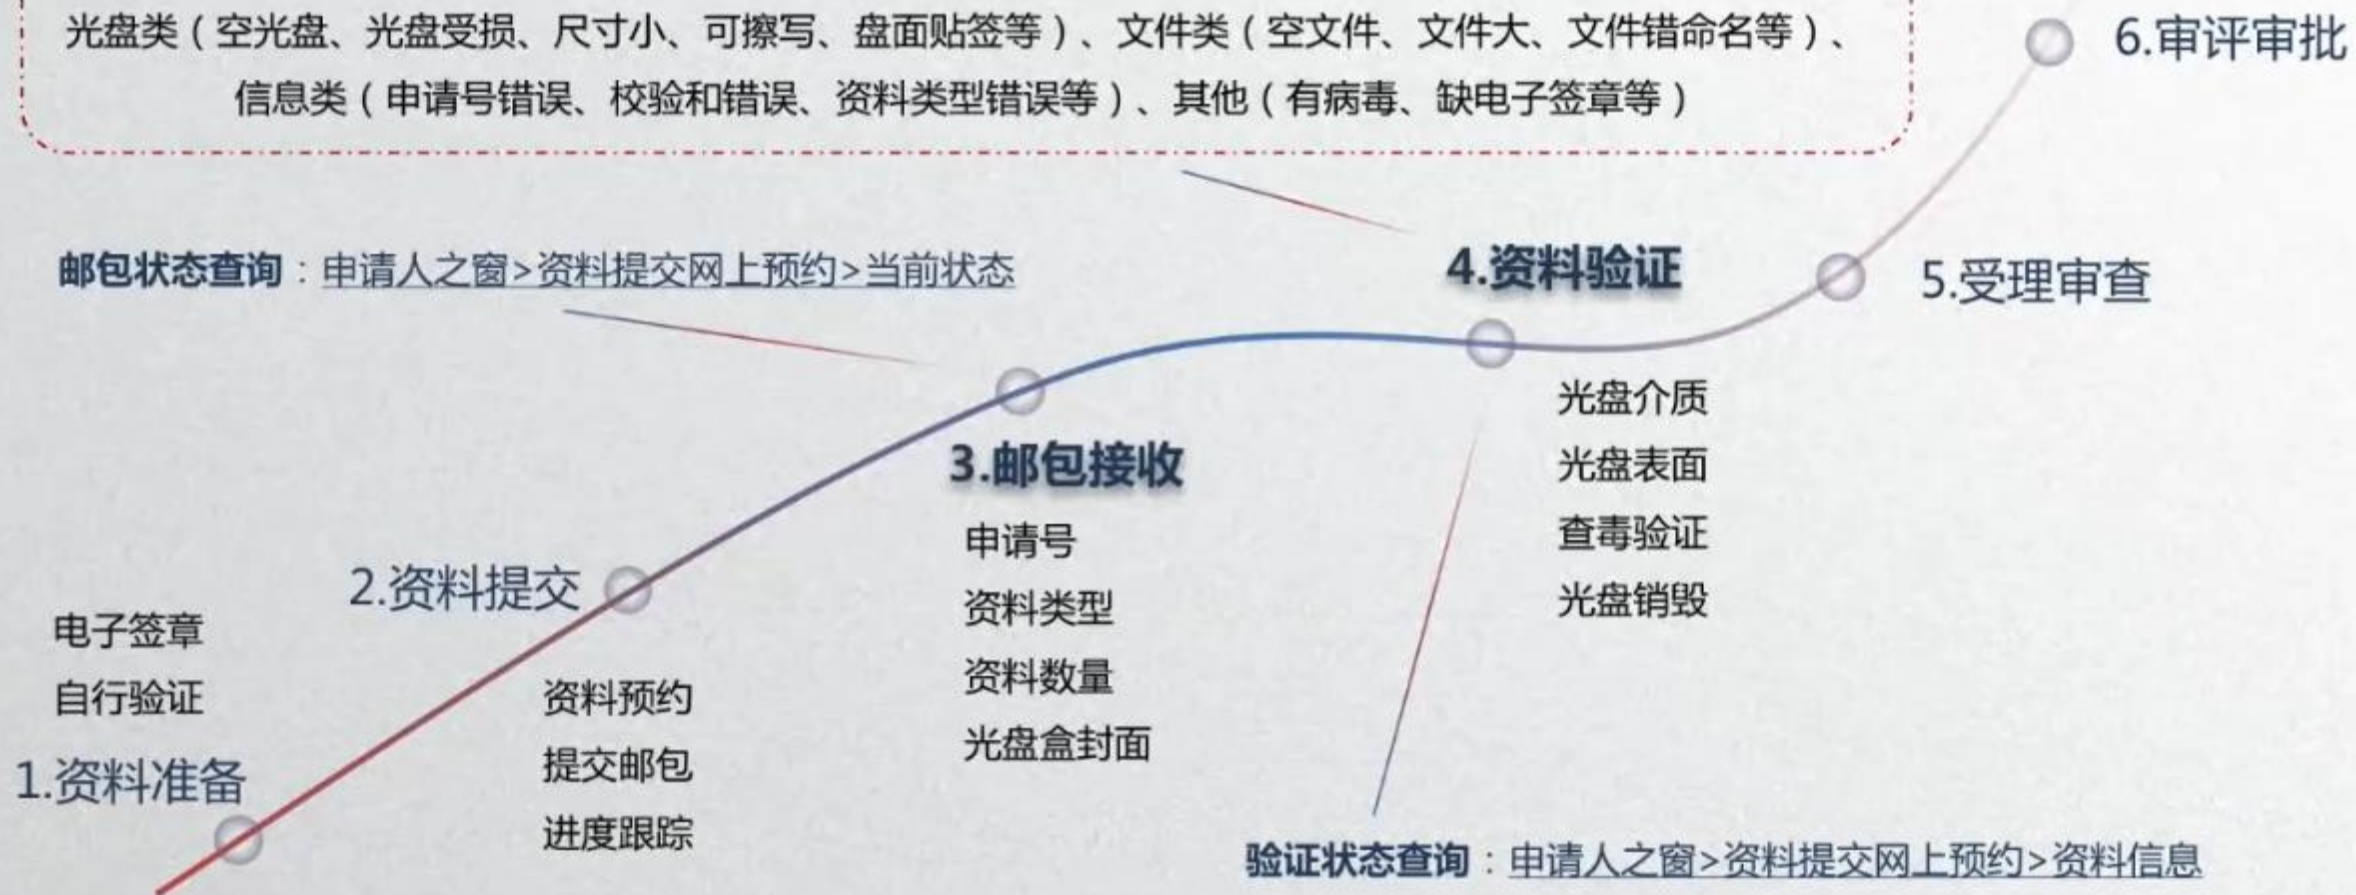 光盘类（空光盘、光盘受损、尺寸小、可擦写、盘面贴签等）、文件类（空文件、文件大、文件错命名等）、
信息类（申请号错误、校验和错误、资料类型错误等）、其他（有病毒、缺电子签章等）
6.审评审批
邮包状态查询：申请人之窗>资料提交网上预约>当前状态
4.资料验证
5.受理审查
光盘介质
光盘表面
查毒验证
光盘销毁
3.邮包接收
申请号
资料类型
资料数量
光盘盒封面
2.资料提交
资料预约
提交邮包
进度跟踪
电子签章
自行验证
1.资料准备
验证状态查询：申请人之窗>资料提交网上预约>资料信息